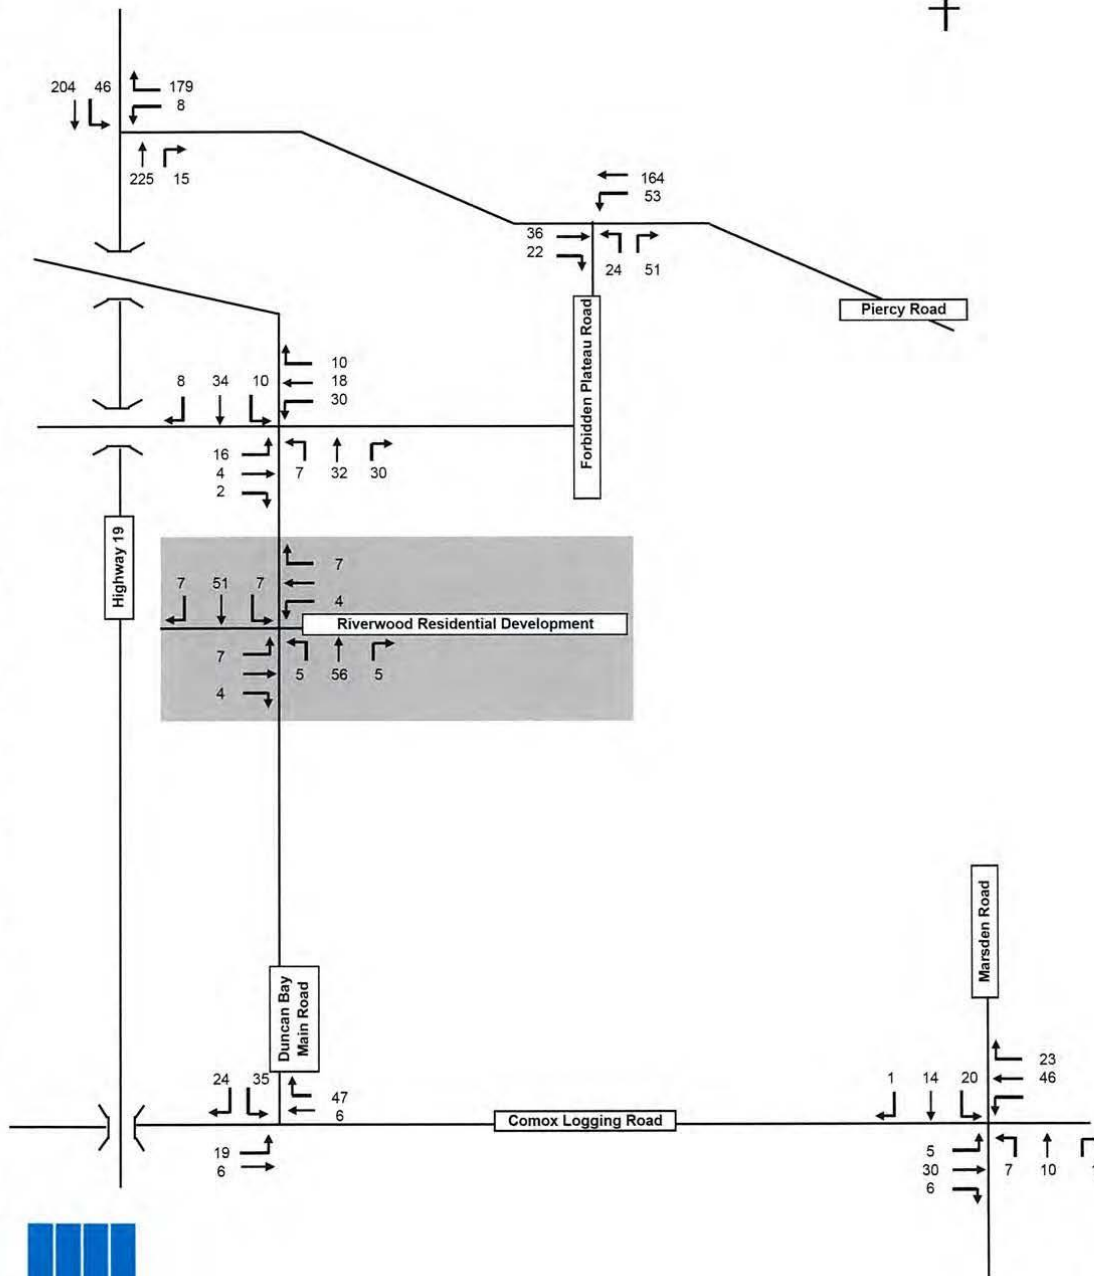 204 46 179
8
225 15
164
53
36
22
24 51
Piercy Road
Forbidden Plateau Road
10
8 34 10 18
30
16
4 7 32 30
2
Highway 19
7
7 51 7
4
Riverwood Residential Development
7
5 56 5
4
Marsden Road
Duncan Bay
Main Road
24 35
47
6
23
1 14 20 46
Comox Logging Road
19
6
5
30 7 10
6